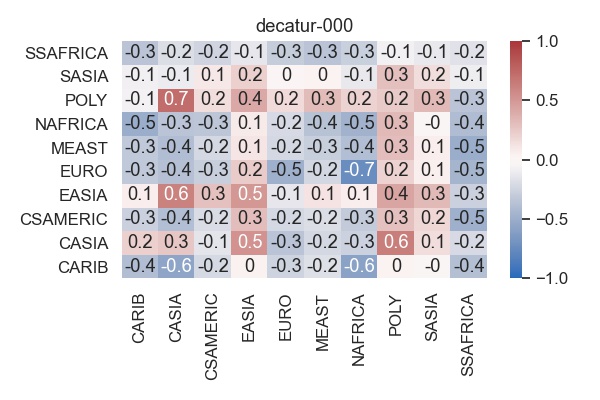 decatur-000
SSAFRICA -0.3 -0.2 -0.2 -0.1 -0.3 -0.3 -0.3 -0.1 -0.1 -0.2 1.0
SASIA -0.1 -0.1 0.1 0.2 0 0 -0.1 0.3 0.2 -0.1
POLY -0.1 0.7 0.2 0.4 0.2 0.3 0.2 0.2 0.3 -0.3 0.5
NAFRICA -0.5 -0.3 -0.3 0.1 -0.2 -0.4 -0.5 0.3 -0 -0.4
MEAST -0.3 -0.4 -0.2 0.1 -0.2 -0.3 -0.4 0.3 0.1 -0.5
EURO -0.3 -0.4 -0.3 0.2 -0.5 -0.2 -0.7 0.2 0.1 -0.5 0.0
EASIA 0.1 0.6 0.3 0.5 -0.1 0.1 0.1 0.4 0.3 -0.3
CSAMERIC -0.3 -0.4 -0.2 0.3 -0.2 -0.2 -0.3 0.3 0.2 -0.5 −0.5
CASIA 0.2 0.3 -0.1 0.5 -0.3 -0.2 -0.3 0.6 0.1 -0.2
CARIB -0.4 -0.6 -0.2 0 -0.3 -0.2 -0.6 0 -0 -0.4 −1.0
CARIB CASIA CSAMERIC EASIA EURO MEAST NAFRICA POLY SASIA SSAFRICA